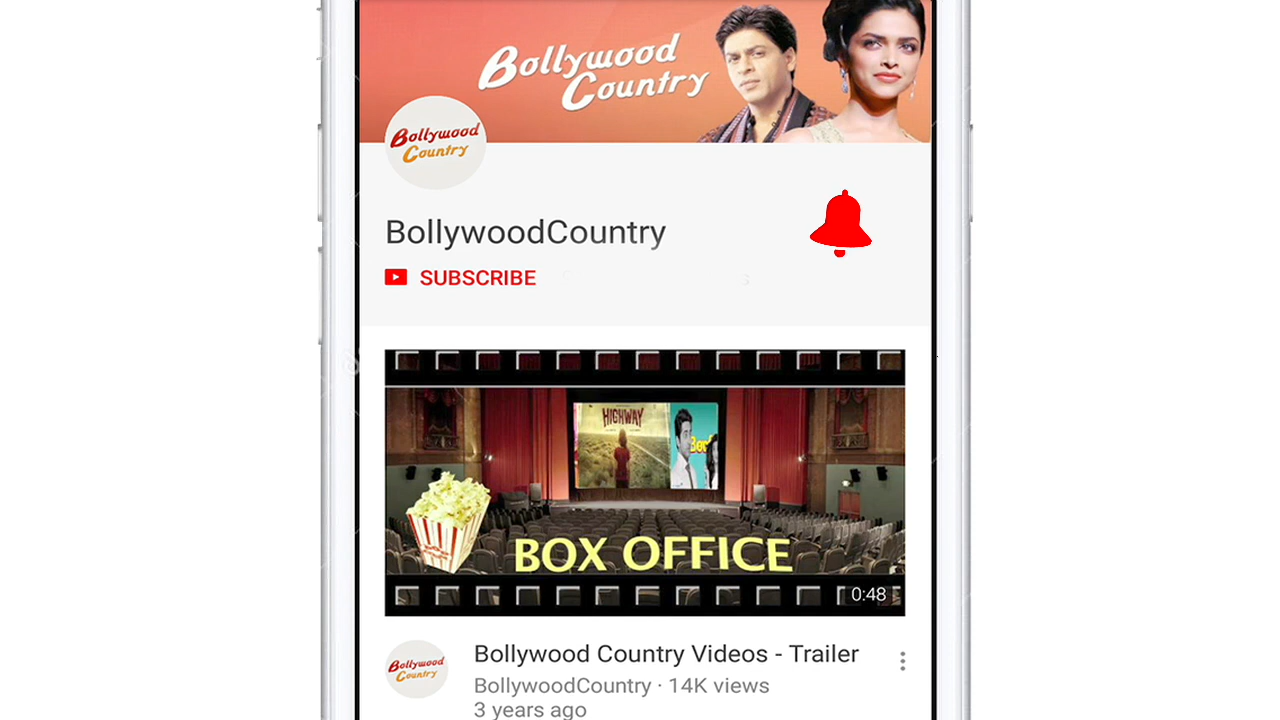 Bollywood
Country
Bollywood
Country
BollywoodCountry
SUBSCRIBE
HIGHWAY
BOX OFFICE
0:48
Bollywood
Country
Bollywood Country Videos - Trailer
BollywoodCountry · 14K views
3 years ago